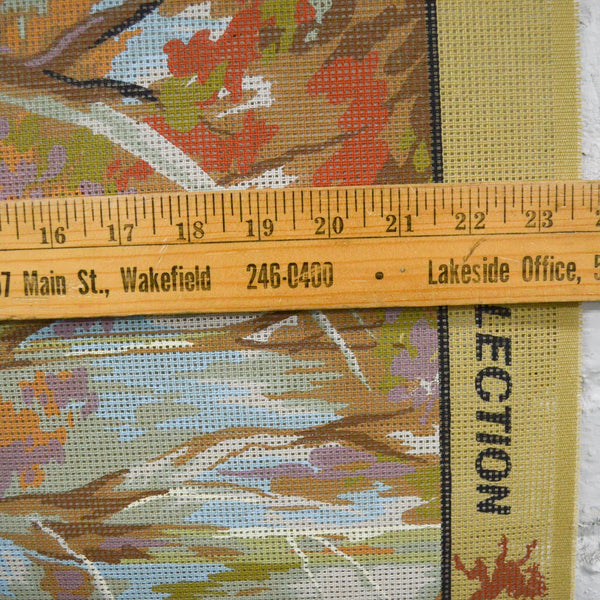 16 17 18 19 20 21 22 23
Main St., Wakefield 246-0400 • Lakeside Office,
LECTION